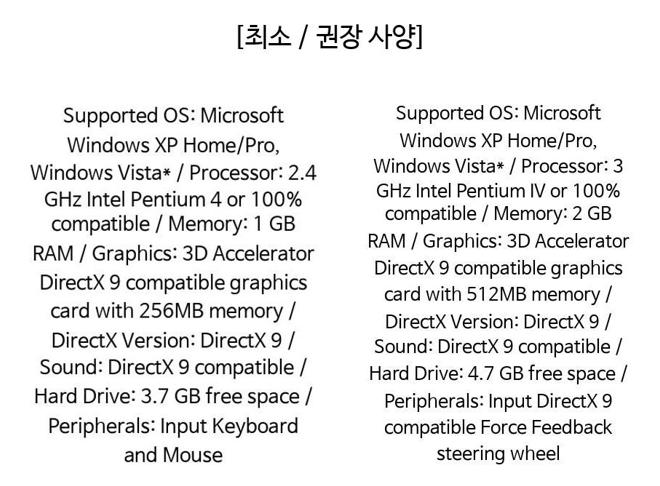 [최소 / 권장 사양]
Supported OS: Microsoft
Windows XP Home/Pro,
Windows Vista* / Processor: 2.4
GHz Intel Pentium 4 or 100%
compatible / Memory: 1 GB
RAM / Graphics: 3D Accelerator
DirectX 9 compatible graphics
card with 256MB memory /
DirectX Version: DirectX 9 /
Sound: DirectX 9 compatible /
Hard Drive: 3.7 GB free space /
Peripherals: Input Keyboard
and Mouse
Supported OS: Microsoft
Windows XP Home/Pro,
Windows Vista* / Processor: 3
GHz Intel Pentium IV or 100%
compatible / Memory: 2 GB
RAM / Graphics: 3D Accelerator
DirectX 9 compatible graphics
card with 512MB memory /
DirectX Version: DirectX 9 /
Sound: DirectX 9 compatible /
Hard Drive: 4.7 GB free space /
Peripherals: Input DirectX 9
compatible Force Feedback
steering wheel